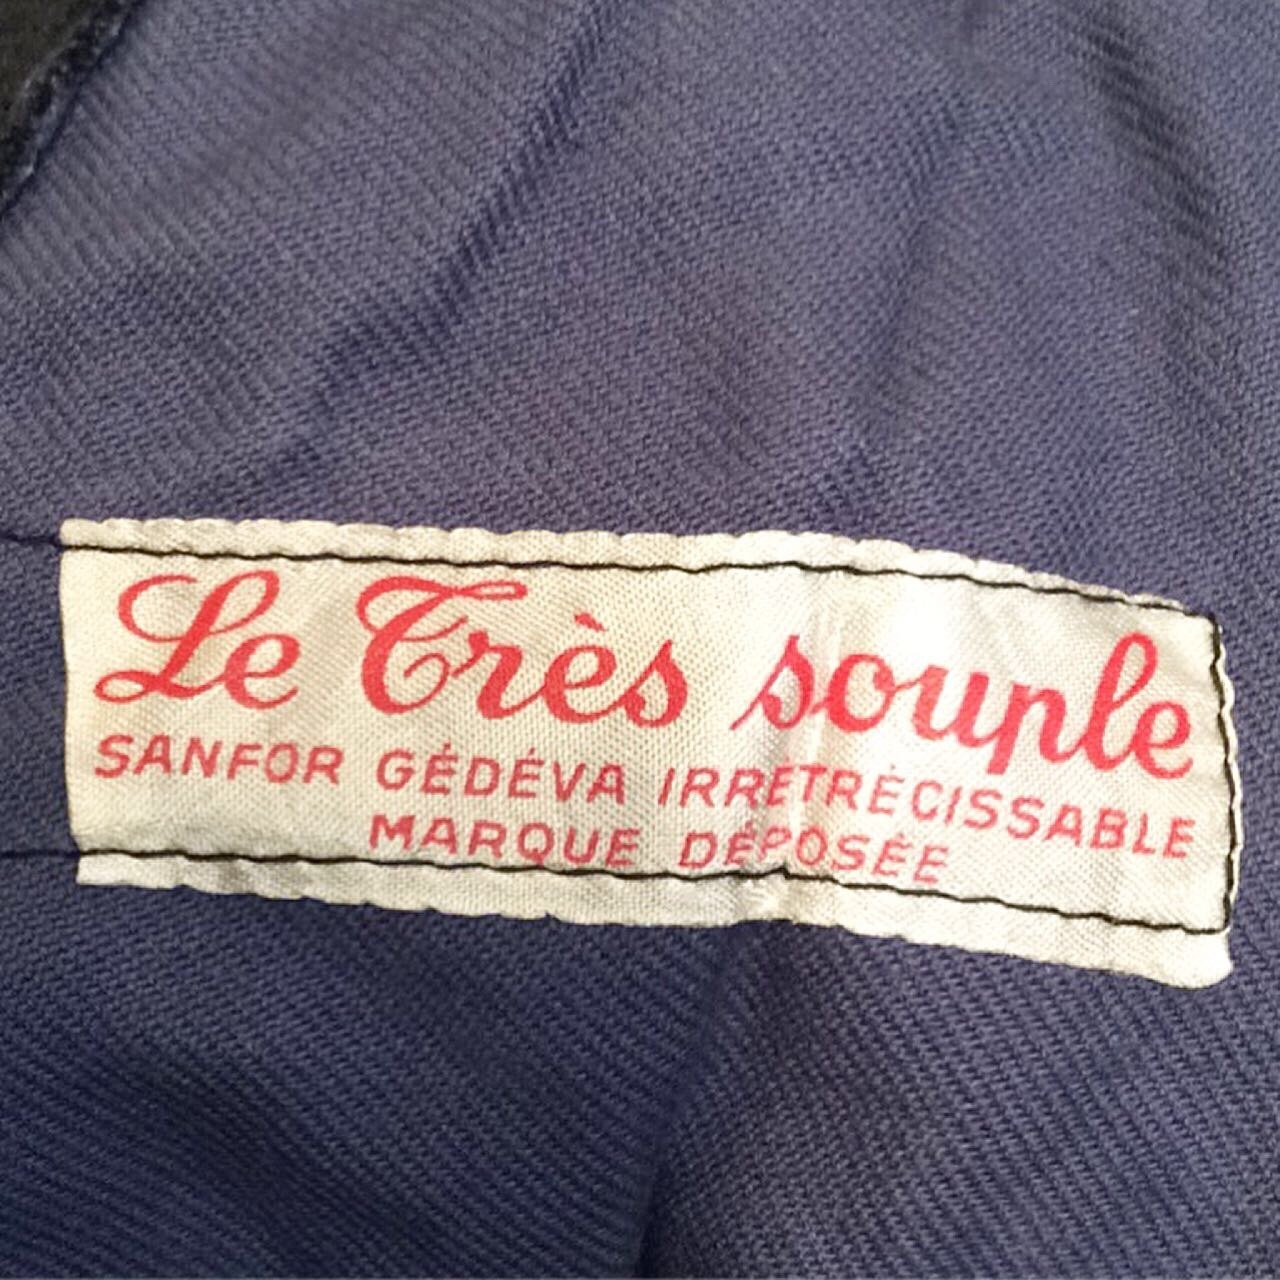 Le Très souple
SANFOR GÉDÉVA IRRETRÉCISSABLE
MARQUE DÉPOSÉE